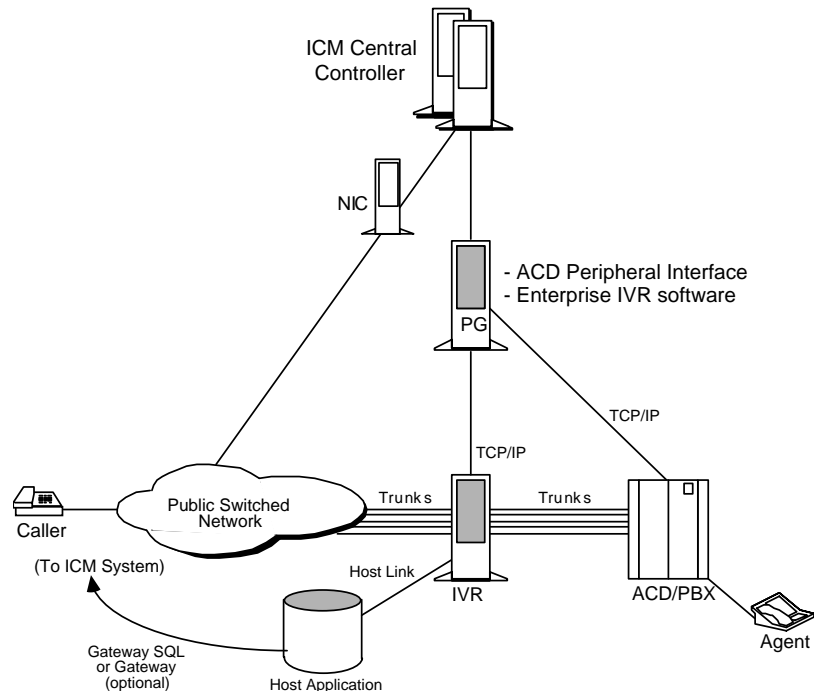 ICM Central
Controller
NIC
- ACD Peripheral Interface
- Enterprise IVR software
PG
TCP/IP
TCP/IP
Trunks
Trunks
Public Switched
Network
Caller
(To ICM System)
Host Link
IVR
ACD/PBX
Agent
Gateway SQL
or Gateway
(optional)
Host Application